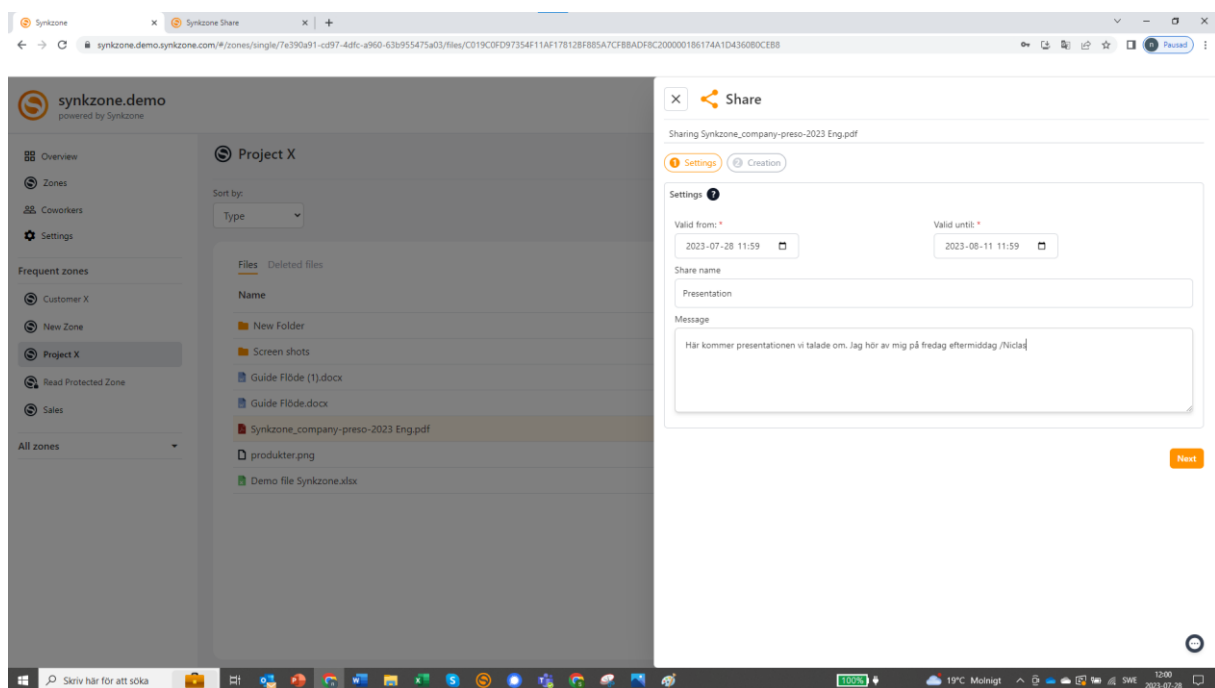 Synkzone
Synkzone Share
synkzone.demo.synkzone.com/#/zones/single/7e390a91-cd97-4dfc-a960-63b955475a03/files/C019C0FD97354F11AF17812BF885A7CFBBADF8C200000186174A1D4360B0CEB8
Paused
synkzone.demo
powered by Synkzone
Overview
Zones
Coworkers
Settings
Frequent zones
Customer X
New Zone
Project X
Read Protected Zone
Sales
All zones
Project X
Sort by:
Type
Files Deleted files
Name
New Folder
Screen shots
Guide Flöde (1).docx
Guide Flöde.docx
Synkzone_company-preso-2023 Eng.pdf
produkter.png
Demo file Synkzone.xlsx
Share
Sharing Synkzone_company-preso-2023 Eng.pdf
1 Settings 2 Creation
Settings ?
Valid from: * Valid until: *
2023-07-28 11:59 2023-08-11 11:59
Share name
Presentation
Message
Här kommer presentationen vi talade om. Jag hör av mig på fredag eftermiddag /Niclas
Next
Skriv här för att söka
100%
19°C Molnigt
SWE
12:00
2023-07-28